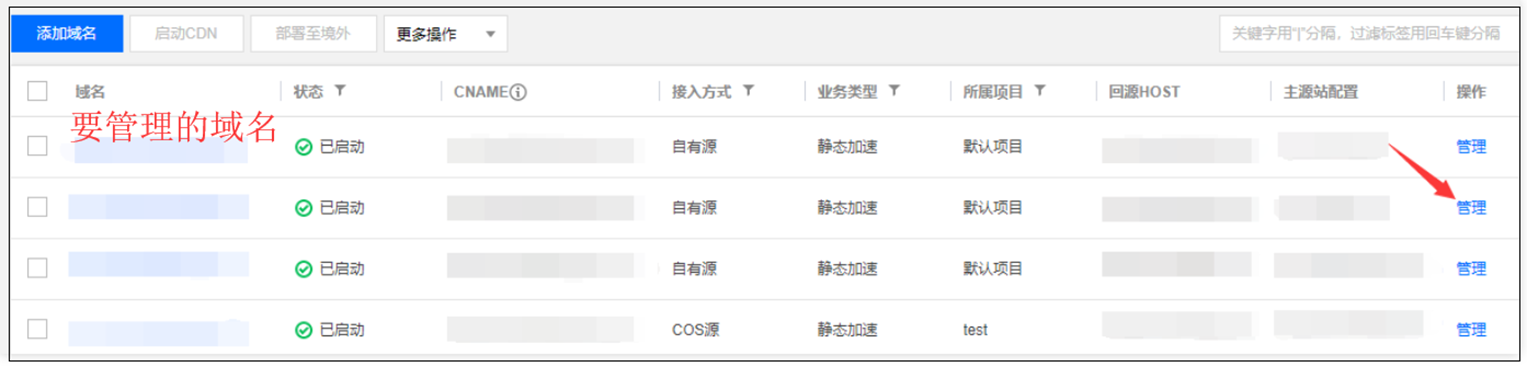 添加域名 启动CDN 部署至境外 更多操作 关键字用"|"分隔，过滤标签用回车键分隔
域名 状态 CNAME 接入方式 业务类型 所属项目 回源HOST 主源站配置 操作
要管理的域名
已启动 自有源 静态加速 默认项目 管理
已启动 自有源 静态加速 默认项目 管理
已启动 自有源 静态加速 默认项目 管理
已启动 COS源 静态加速 test 管理